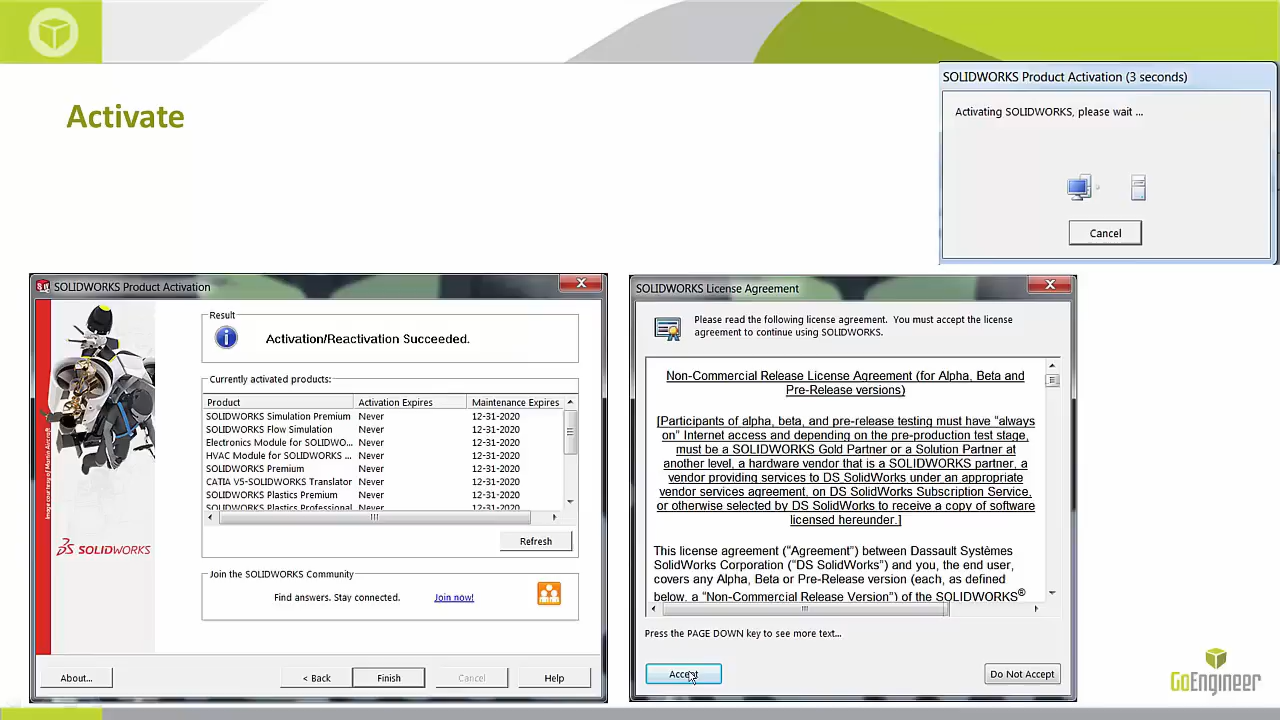 Activate
SOLIDWORKS Product Activation (3 seconds)
Activating SOLIDWORKS, please wait ...
Cancel
SOLIDWORKS Product Activation
Result
Activation/Reactivation Succeeded.
Currently activated products:
Product Activation Expires Maintenance Expires
SOLIDWORKS Simulation Premium Never 12-31-2020
SOLIDWORKS Flow Simulation Never 12-31-2020
Electronics Module for SOLIDWO... Never 12-31-2020
HVAC Module for SOLIDWORKS ... Never 12-31-2020
SOLIDWORKS Premium Never 12-31-2020
CATIA V5-SOLIDWORKS Translator Never 12-31-2020
SOLIDWORKS Plastics Premium Never 12-31-2020
SOLIDWORKS Plastics Professional Never 12-31-2020
Refresh
Join the SOLIDWORKS Community
Find answers. Stay connected. Join now!
Image courtesy of Martin Aircraft
SOLIDWORKS
About...
< Back
Finish
Cancel
Help
SOLIDWORKS License Agreement
Please read the following license agreement. You must accept the license
agreement to continue using SOLIDWORKS.
Non-Commercial Release License Agreement (for Alpha, Beta and
Pre-Release versions)
[Participants of alpha, beta, and pre-release testing must have "always
on" Internet access and depending on the pre-production test stage,
must be a SOLIDWORKS Gold Partner or a Solution Partner at
another level, a hardware vendor that is a SOLIDWORKS partner, a
vendor providing services to DS SolidWorks under an appropriate
vendor services agreement, on DS SolidWorks Subscription Service,
or otherwise selected by DS SolidWorks to receive a copy of software
licensed hereunder.]
This license agreement ("Agreement") between Dassault Systèmes
SolidWorks Corporation ("DS SolidWorks") and you, the end user,
covers any Alpha, Beta or Pre-Release version (each, as defined
below, a "Non-Commercial Release Version") of the SOLIDWORKS®
Press the PAGE DOWN key to see more text...
Accept
Do Not Accept
GoEngineer